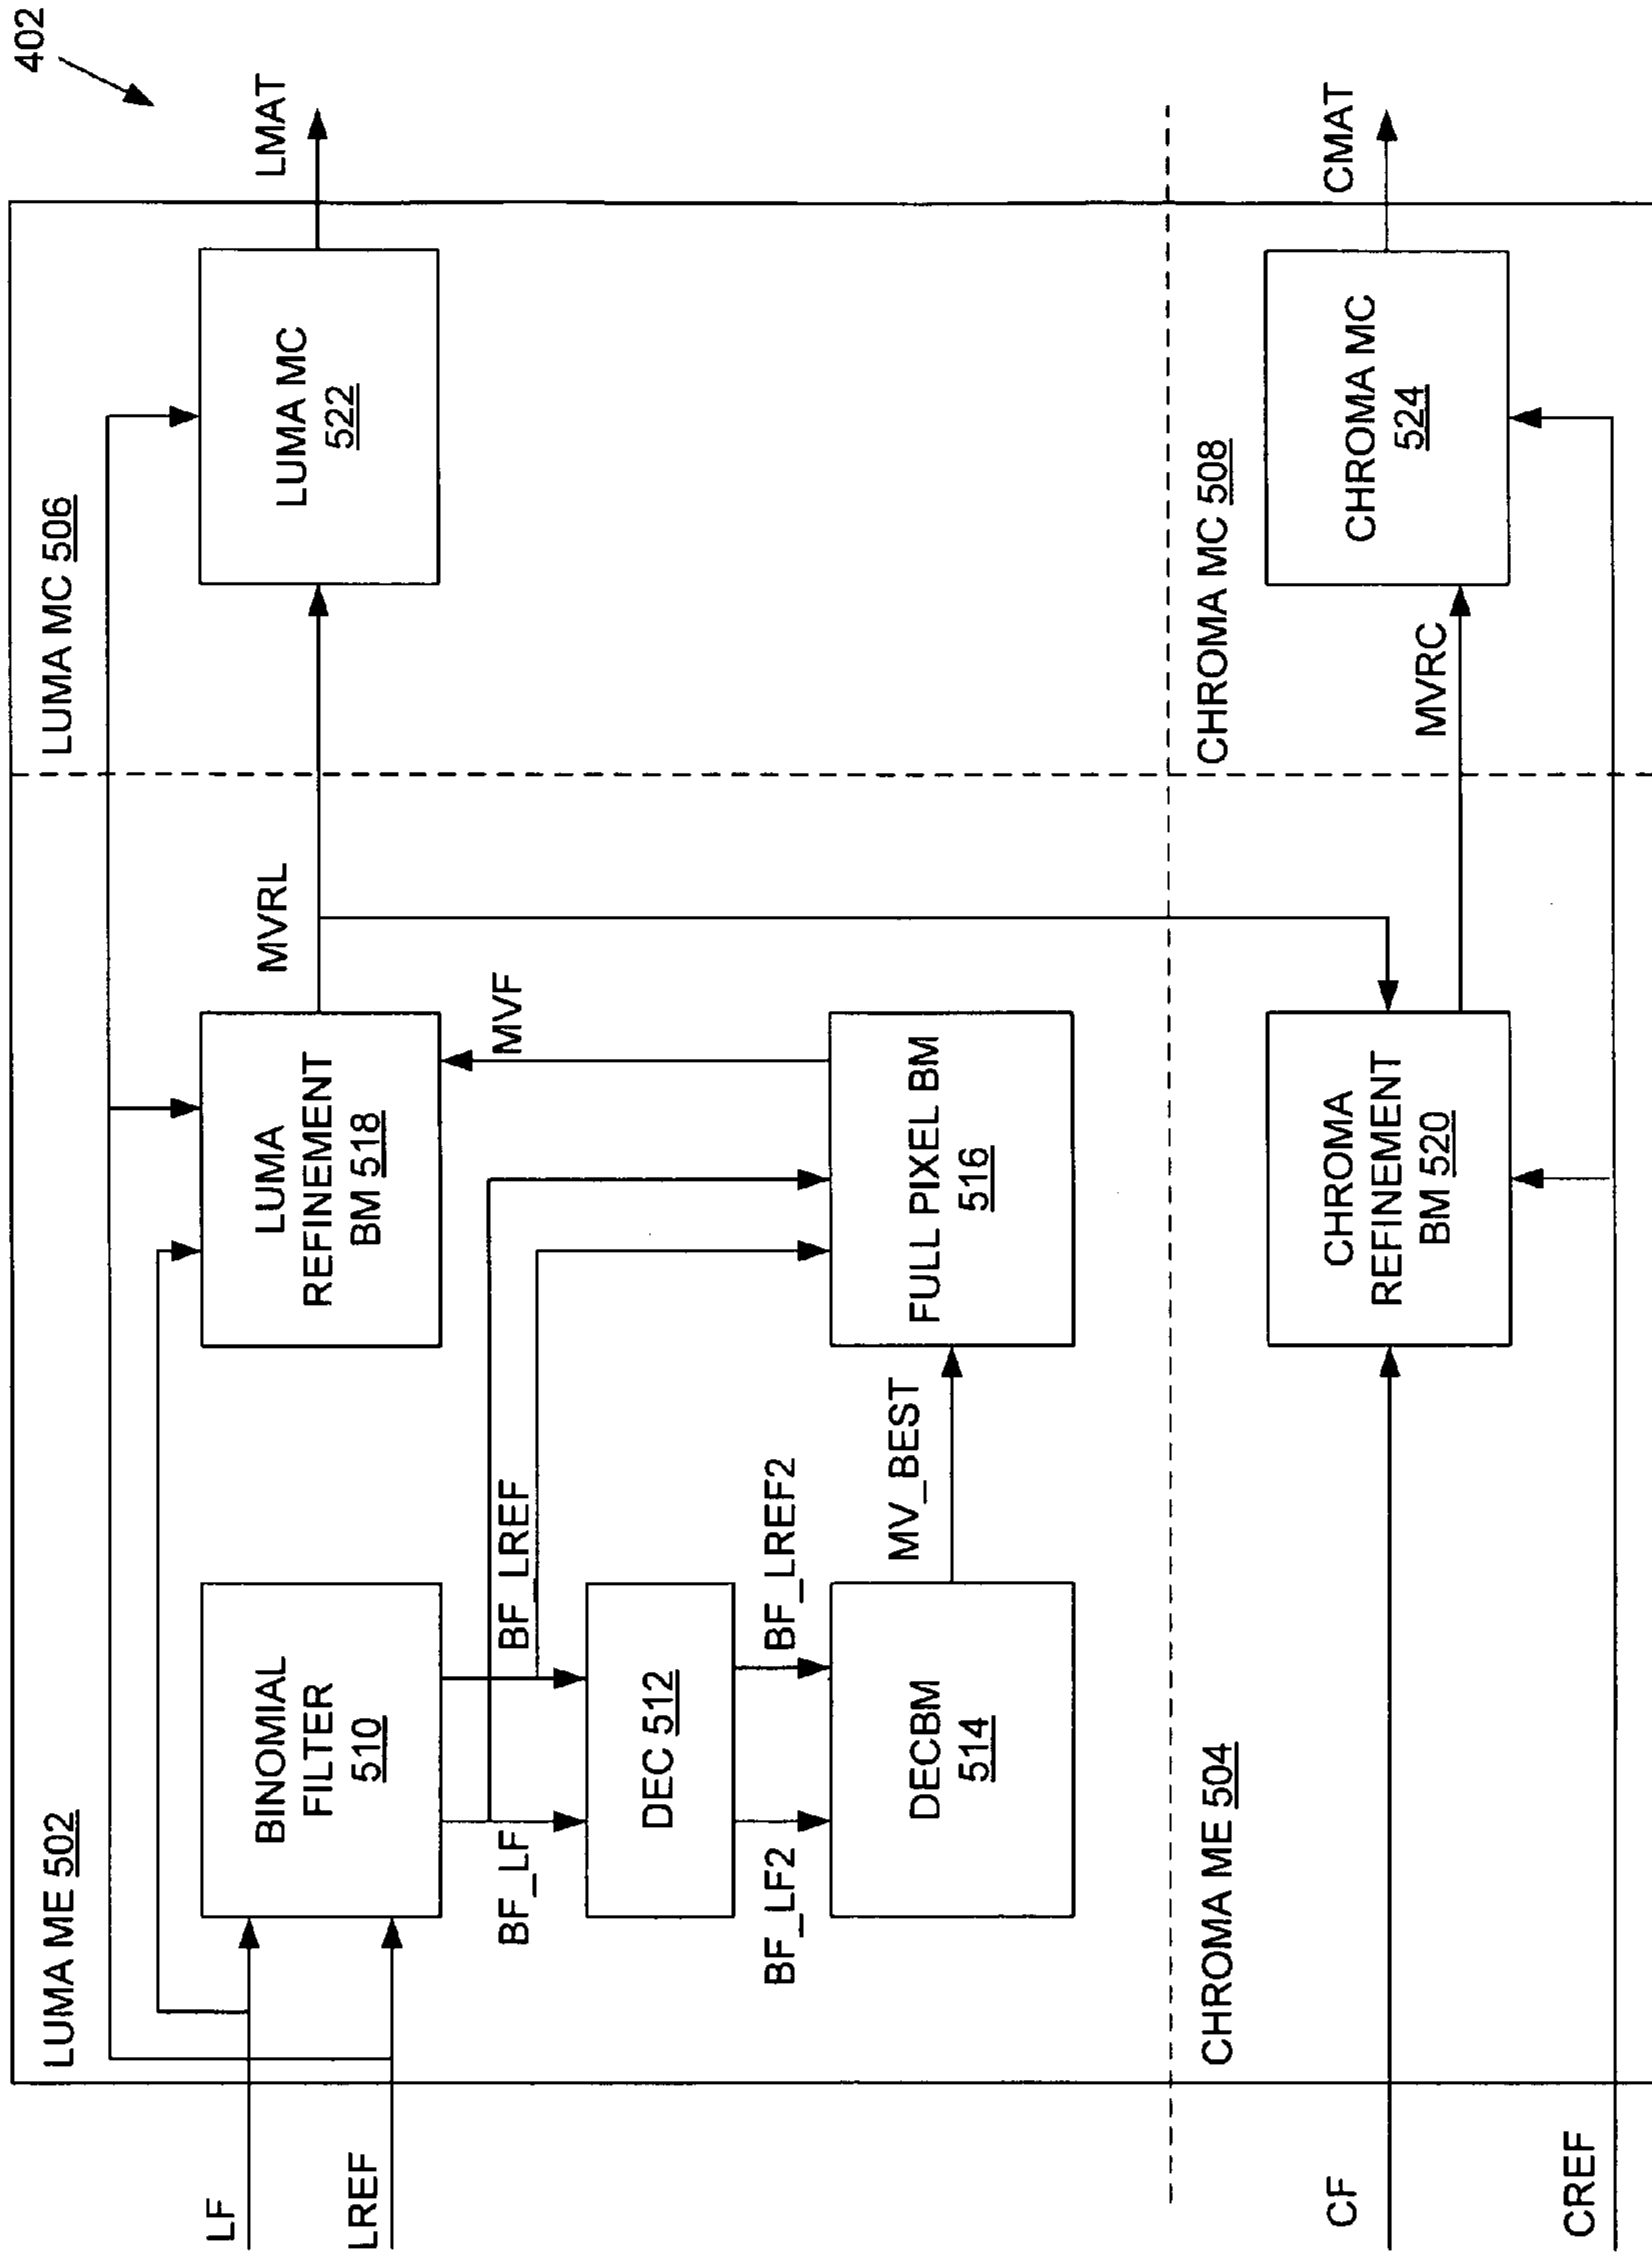 402
LUMA ME 502
LUMA MC 506
LF
LREF
BINOMIAL
FILTER
510
LUMA
REFINEMENT
BM 518
MVRL
LUMA MC
522
LMAT
BF_LF
BF_LREF
MVF
DEC 512
BF_LF2
BF_LREF2
DECBM
514
MV_BEST
FULL PIXEL BM
516
CHROMA ME 504
CHROMA MC 508
CF
CREF
CHROMA
REFINEMENT
BM 520
MVRC
CHROMA MC
524
CMAT